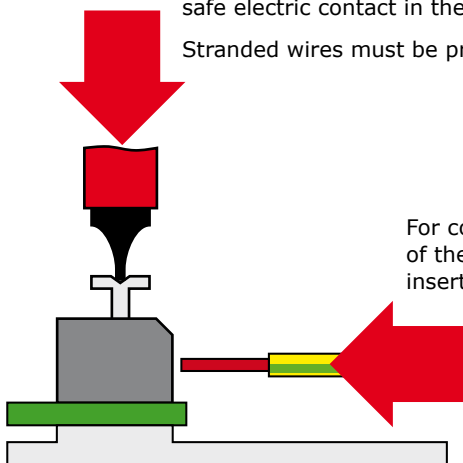 safe electric contact in the
Stranded wires must be pr
For co
of the
insert